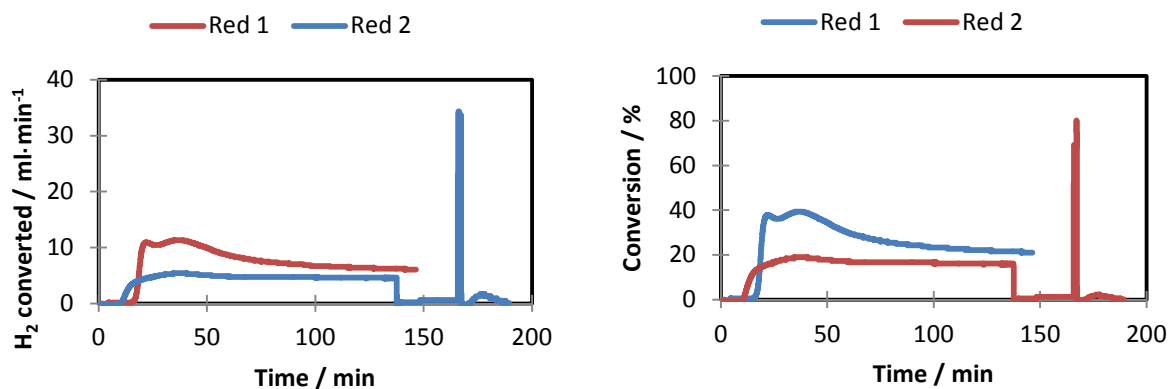 Red 1 Red 2
40
30
20
10
0
H₂ converted / ml·min⁻¹
0 50 100 150 200
Time / min
Red 1 Red 2
100
80
60
40
20
0
Conversion / %
0 50 100 150 200
Time / min